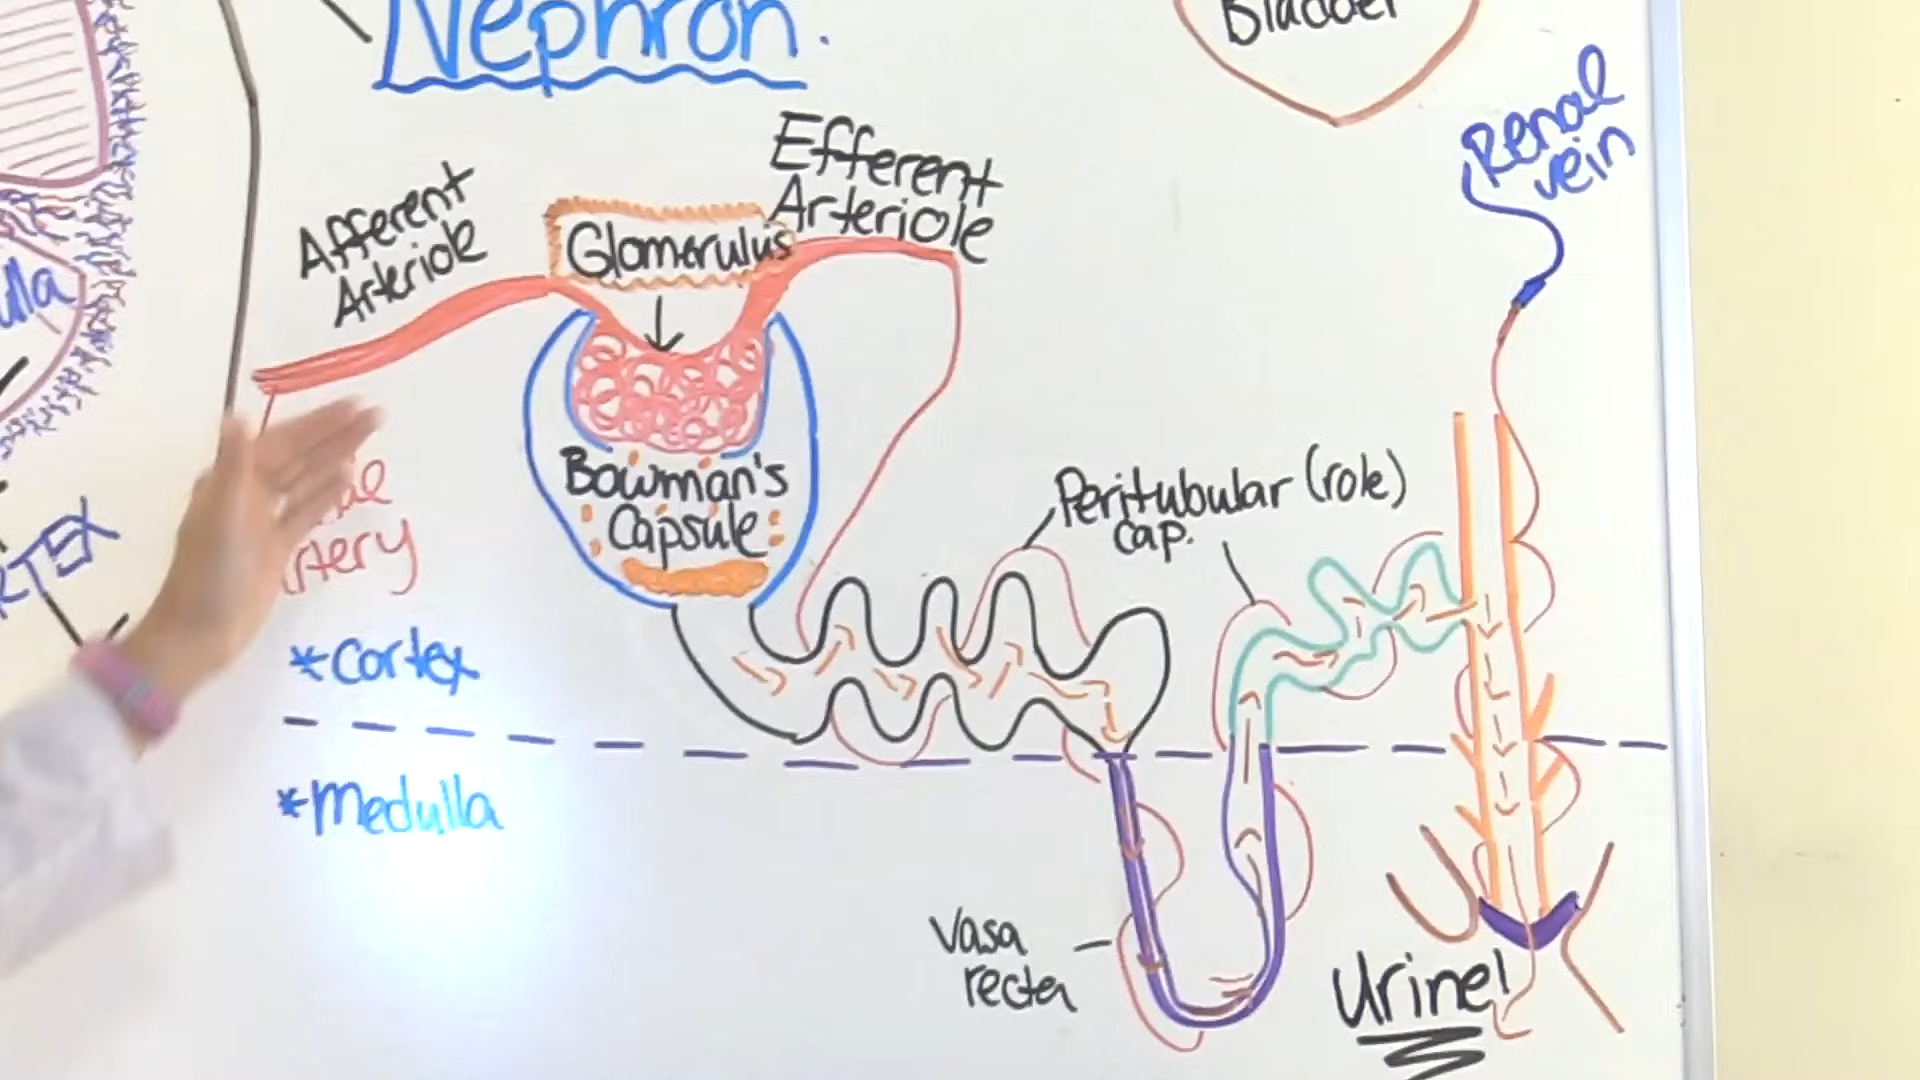 Nephron.
Bladder
Renal
vein
Efferent
Arteriole
Afferent
Arteriole
Glomerulus
Bowman's
Capsule
Peritubular (role)
cap.
*Cortex
*Medulla
Vasa
recta
Urine!